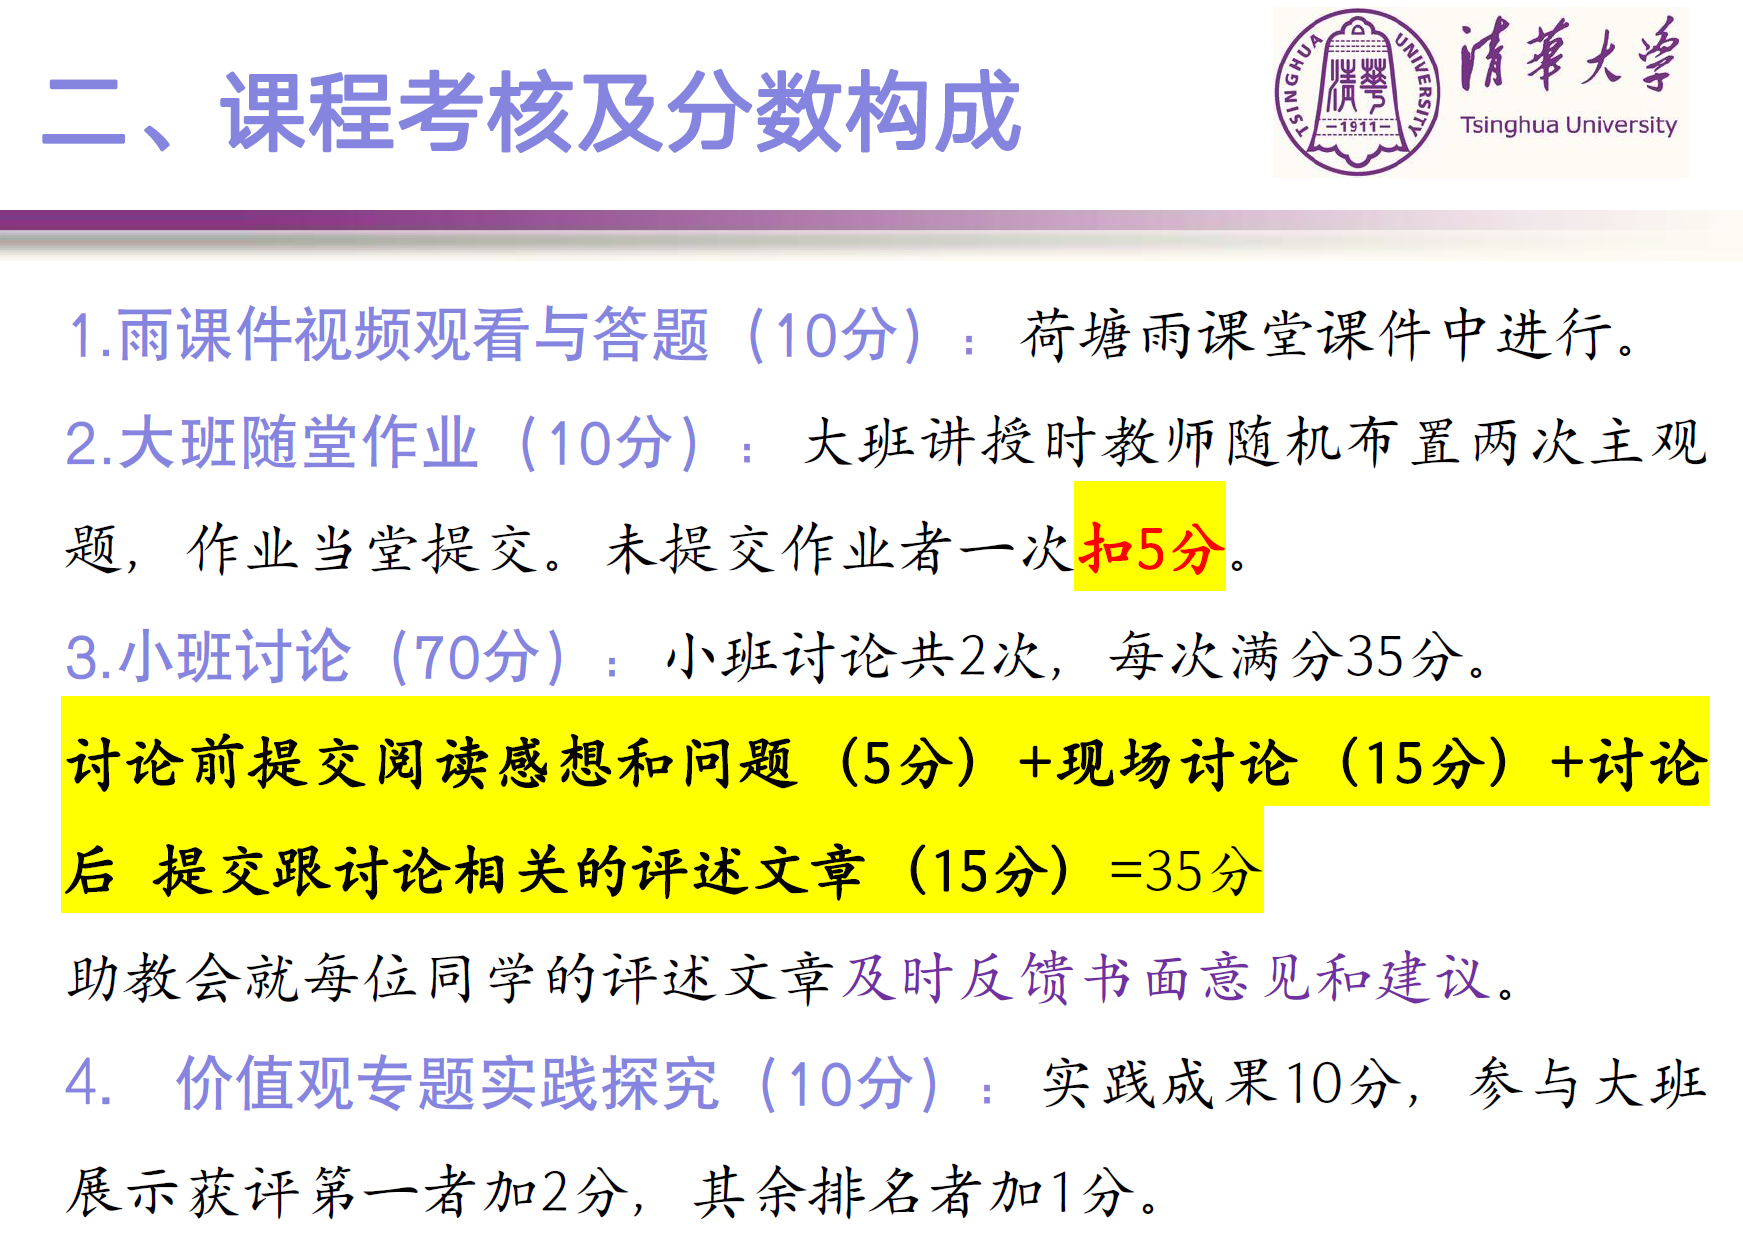 二、课程考核及分数构成
TSINGHUA UNIVERSITY
清華
-1911-
清華大学
Tsinghua University
1.雨课件视频观看与答题（10分）：荷塘雨课堂课件中进行。
2.大班随堂作业（10分）：大班讲授时教师随机布置两次主观
题，作业当堂提交。未提交作业者一次扣5分。
3.小班讨论（70分）：小班讨论共2次，每次满分35分。
讨论前提交阅读感想和问题（5分）+现场讨论（15分）+讨论
后 提交跟讨论相关的评述文章（15分）=35分
助教会就每位同学的评述文章及时反馈书面意见和建议。
4. 价值观专题实践探究（10分）：实践成果10分，参与大班
展示获评第一者加2分，其余排名者加1分。